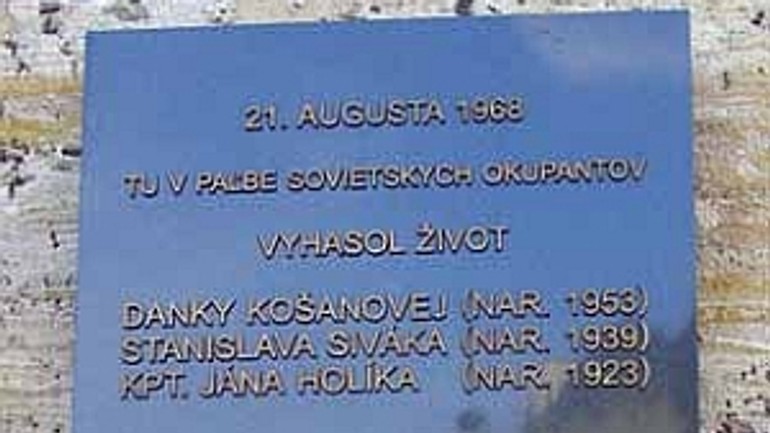 21. AUGUSTA 1968
TU V PAĽBE SOVIETSKYCH OKUPANTOV
VYHASOL ŽIVOT
DANKY KOŠANOVEJ (NAR. 1953)
STANISLAVA SIVÁKA (NAR. 1939)
KPT. JÁNA HOLÍKA (NAR. 1923)